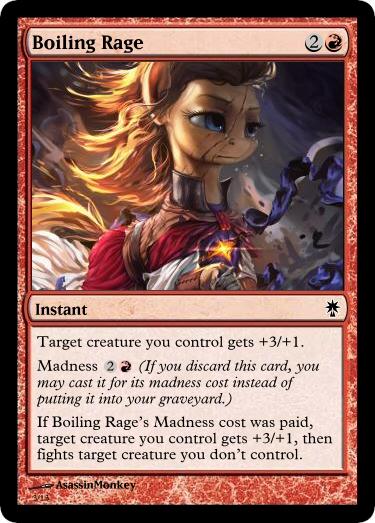 Boiling Rage 2
Instant
Target creature you control gets +3/+1.
Madness 2 (If you discard this card, you
may cast it for its madness cost instead of
putting it into your graveyard.)
If Boiling Rage's Madness cost was paid,
target creature you control gets +3/+1, then
fights target creature you don't control.
AsassinMonkey